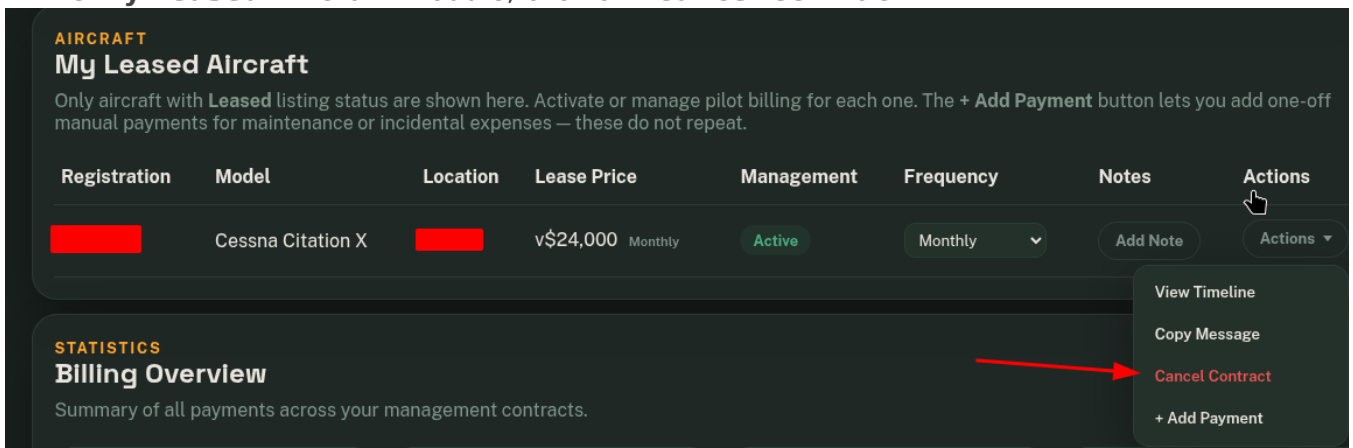 AIRCRAFT
My Leased Aircraft
Only aircraft with Leased listing status are shown here. Activate or manage pilot billing for each one. The + Add Payment button lets you add one-off
manual payments for maintenance or incidental expenses — these do not repeat.
Registration Model Location Lease Price Management Frequency Notes Actions
Cessna Citation X v$24,000 Monthly Active Monthly Add Note Actions
View Timeline
Copy Message
Cancel Contract
+ Add Payment
STATISTICS
Billing Overview
Summary of all payments across your management contracts.